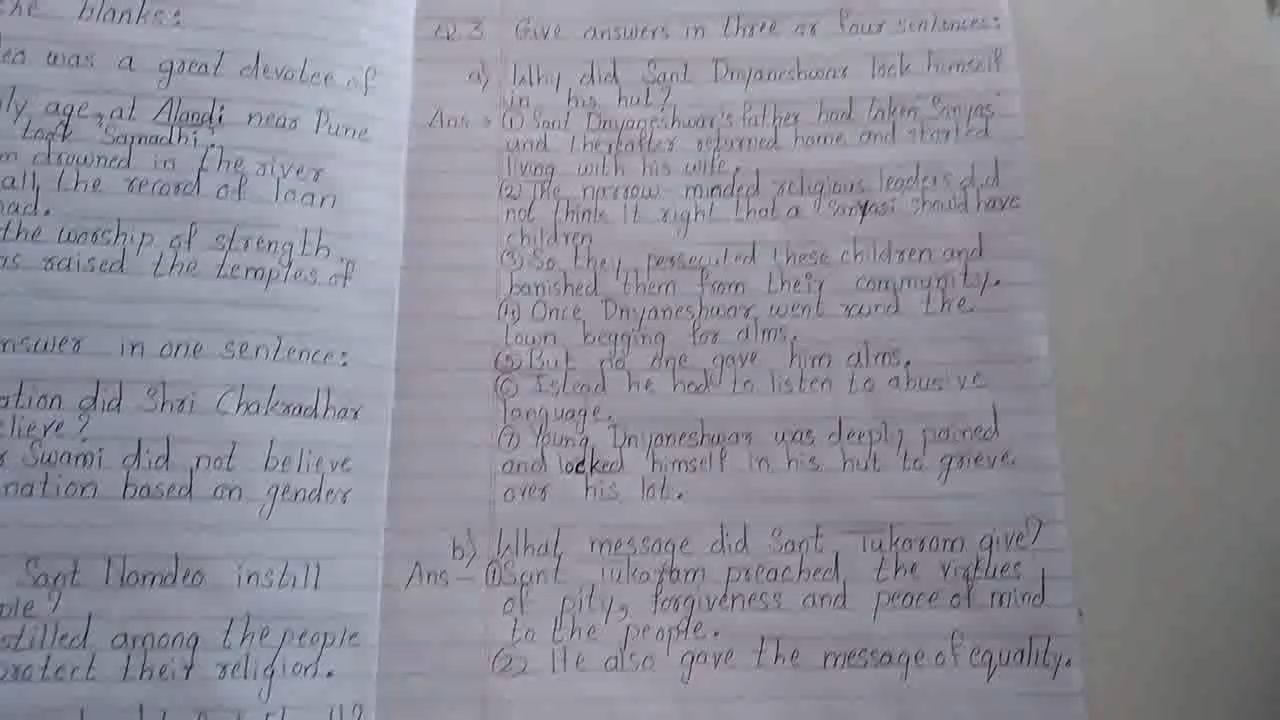 the blanks:
was a great devotee of
age, at Alandi near Pune
took "Samadhi".
drowned in the river
all the record of loan
the worship of strength.
raised the temples of
answer in one sentence:
did Shri Chakradhar
believe?
Swami did not believe
based on gender
Sant Namdeo instill
among the people
protect their religion.
Q.3 Give answers in three or four sentences:
a) Why did Sant Dnyaneshwar lock himself
in his hut?
Ans : (1) Sant Dnyaneshwar's father had taken Sanyas
and thereafter returned home and started
living with his wife.
(2) The narrow minded religious leaders did
not think it right that a Sanyasi should have
children
(3) So they persecuted these children and
banished them from their community.
(4) Once Dnyaneshwar went round the
town begging for alms.
(5) But no one gave him alms.
(6) Istead he had to listen to abusive
language.
(7) Young Dnyaneshwar was deeply pained
and locked himself in his hut to grieve
over his lot.
b) What message did Sant Tukaram give?
Ans - (1) Sant Tukaram preached the virtues
of pity, forgiveness and peace of mind
to the people.
(2) He also gave the message of equality.